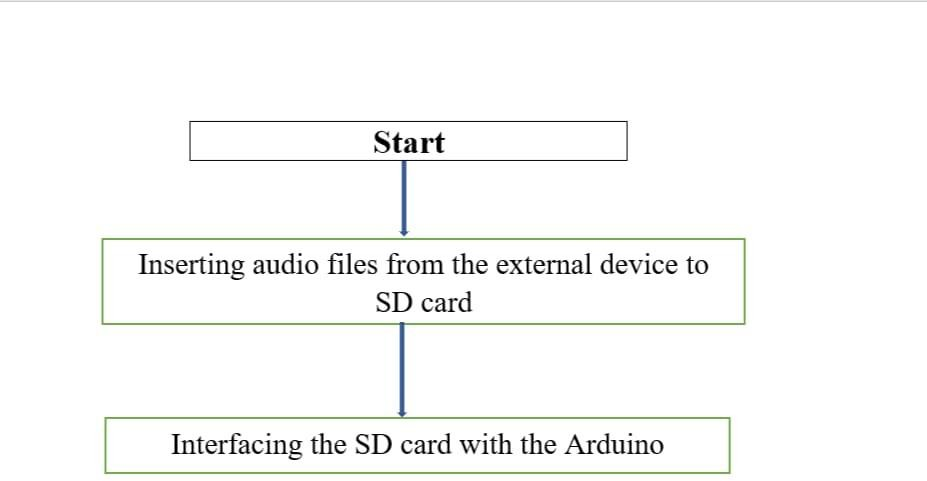 Start
Inserting audio files from the external device to
SD card
Interfacing the SD card with the Arduino